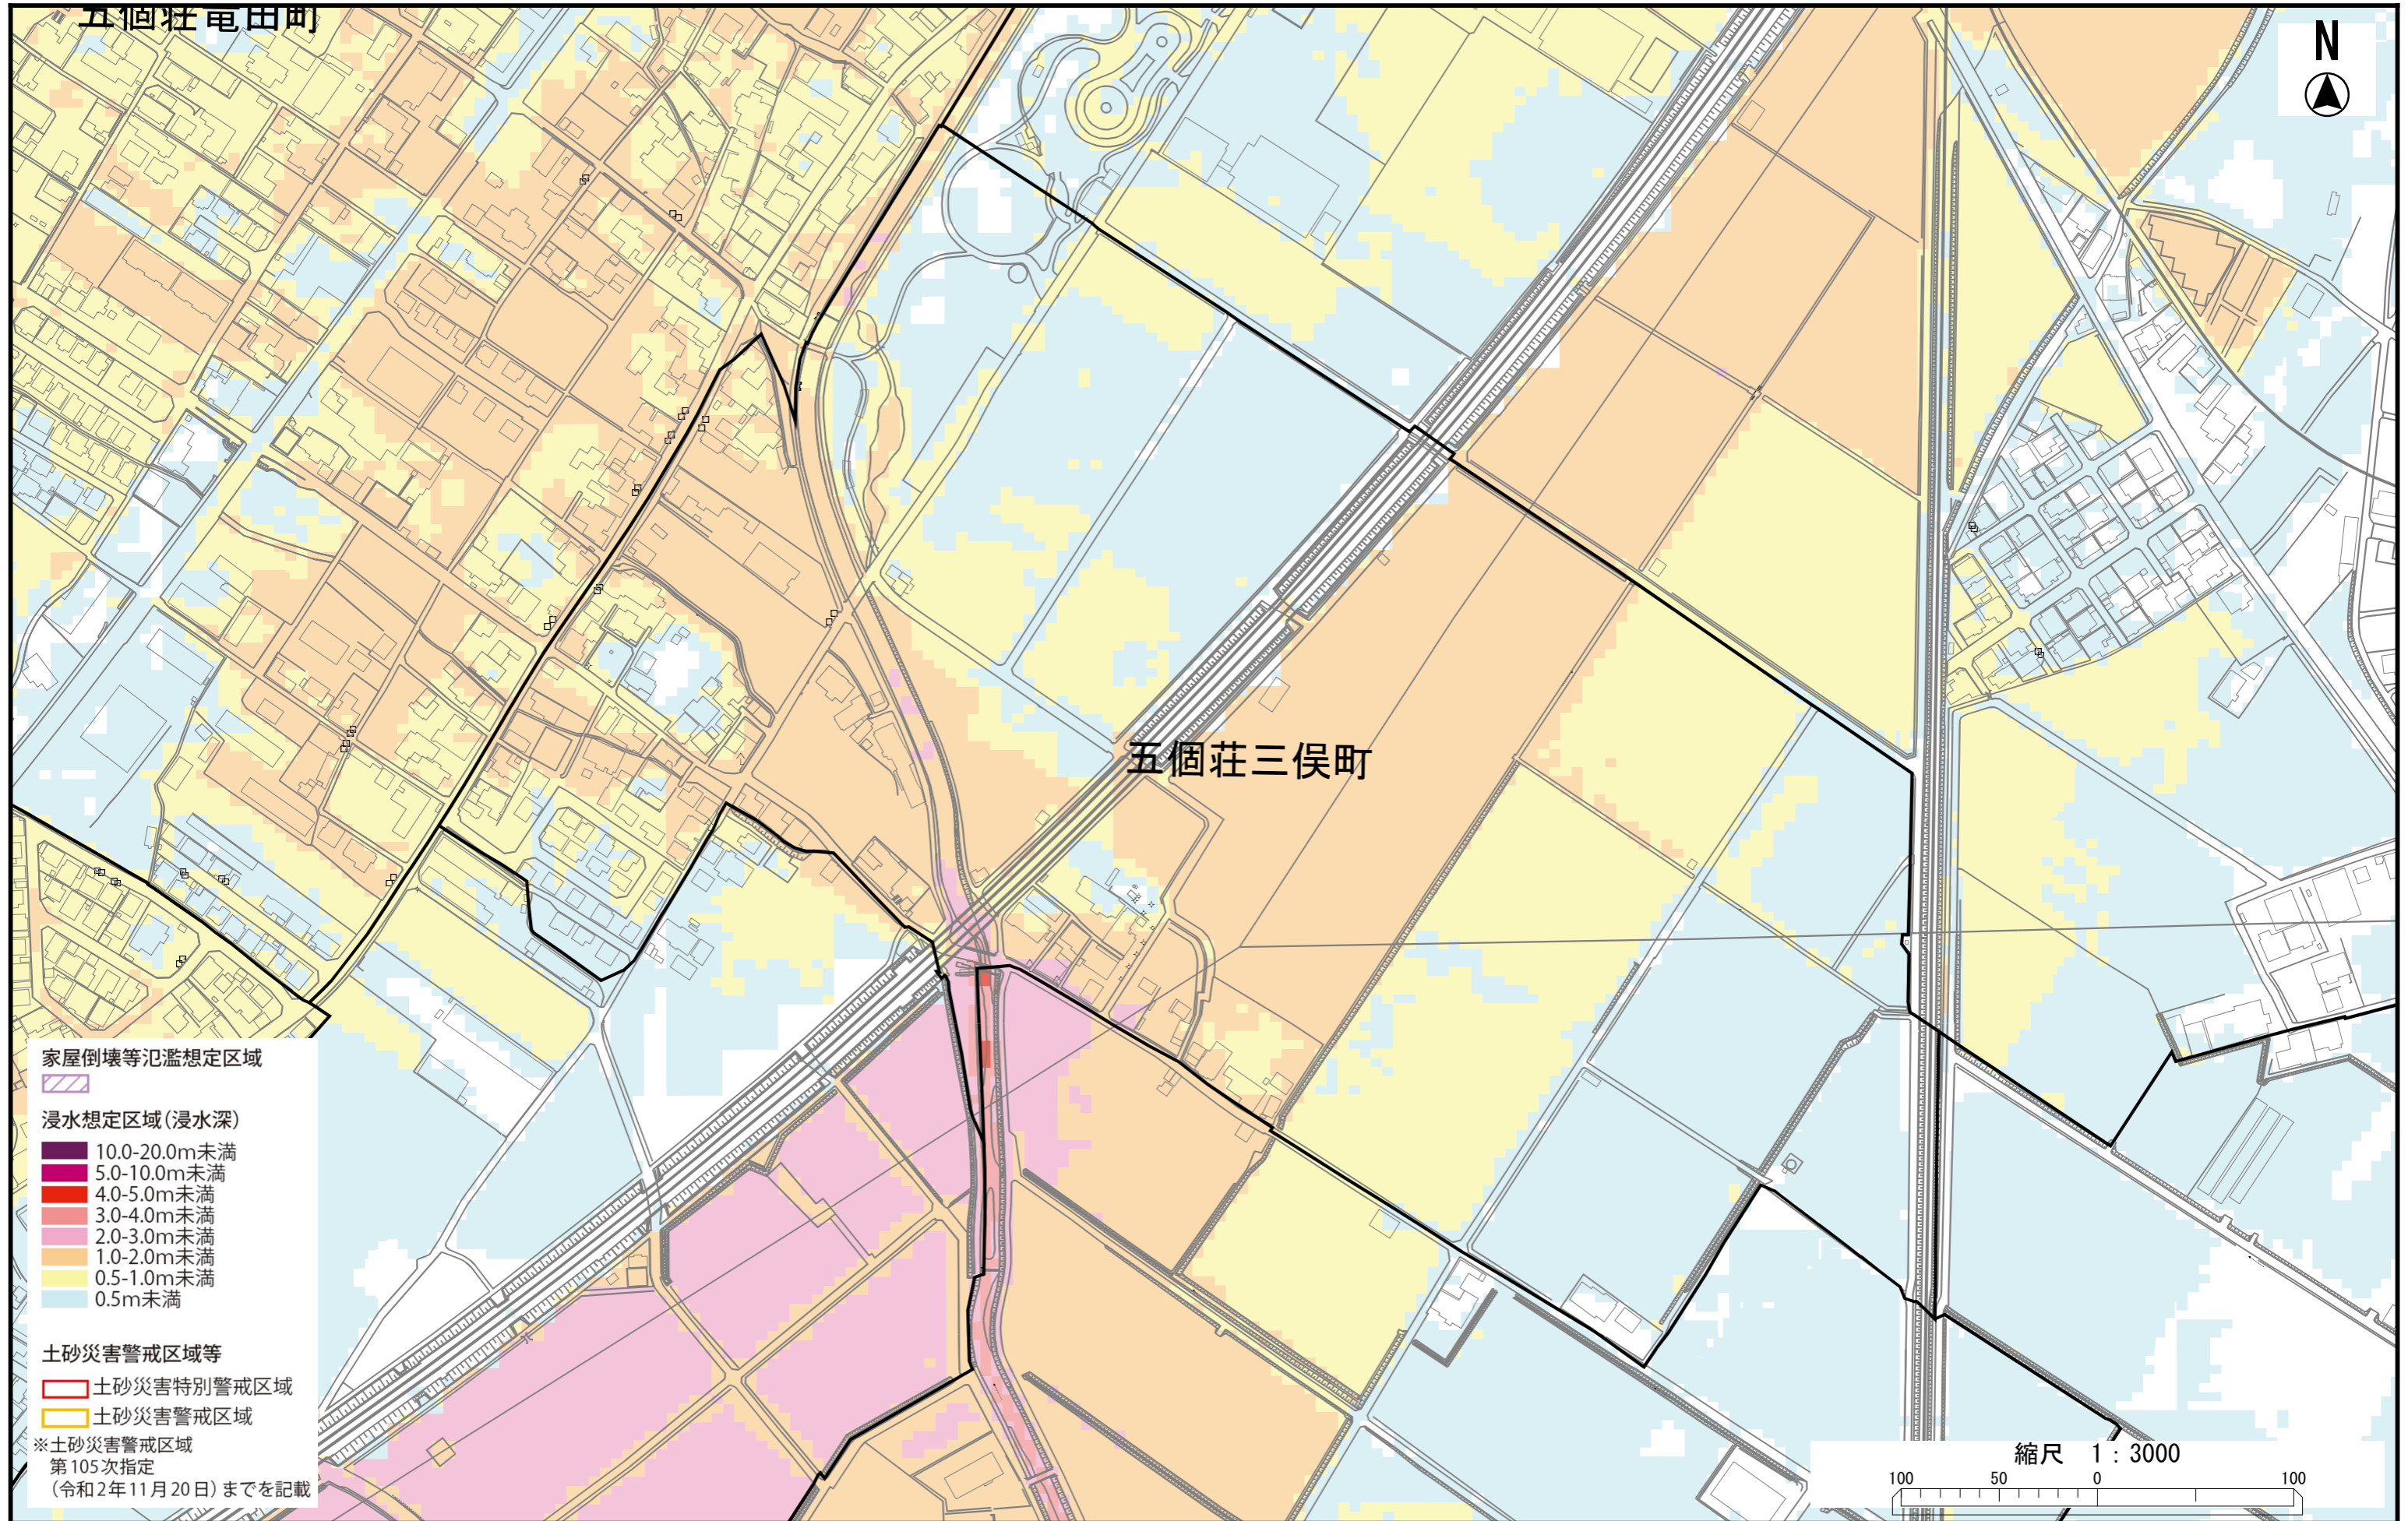 五個荘竜田町
N
五個荘三俣町
家屋倒壊等氾濫想定区域
浸水想定区域(浸水深)
10.0-20.0m未満
5.0-10.0m未満
4.0-5.0m未満
3.0-4.0m未満
2.0-3.0m未満
1.0-2.0m未満
0.5-1.0m未満
0.5m未満
土砂災害警戒区域等
土砂災害特別警戒区域
土砂災害警戒区域
※土砂災害警戒区域
第105次指定
(令和2年11月20日)までを記載
縮尺 1:3000
100 50 0 100